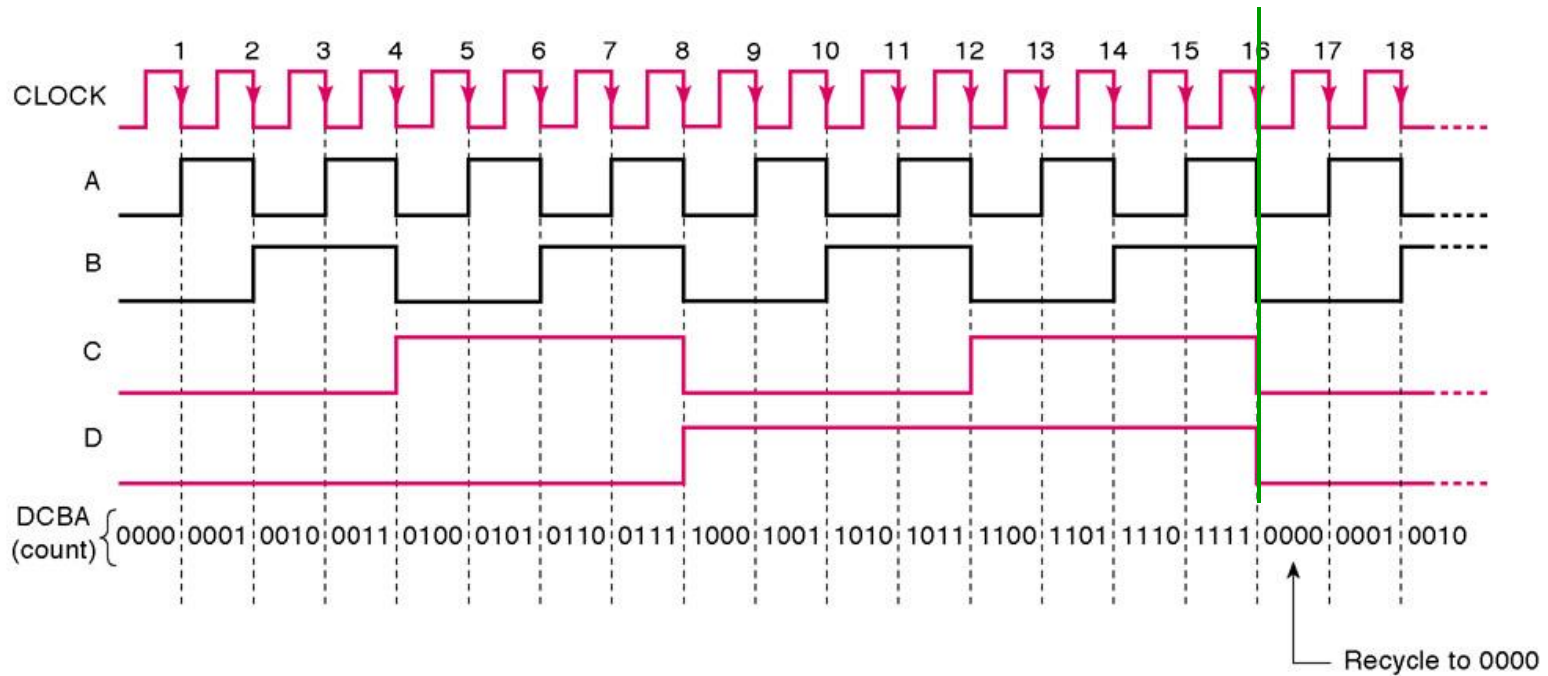 1 2 3 4 5 6 7 8 9 10 11 12 13 14 15 16 17 18
CLOCK
A
B
C
D
DCBA
(count)
0000 0001 0010 0011 0100 0101 0110 0111 1000 1001 1010 1011 1100 1101 1110 1111 0000 0001 0010
Recycle to 0000